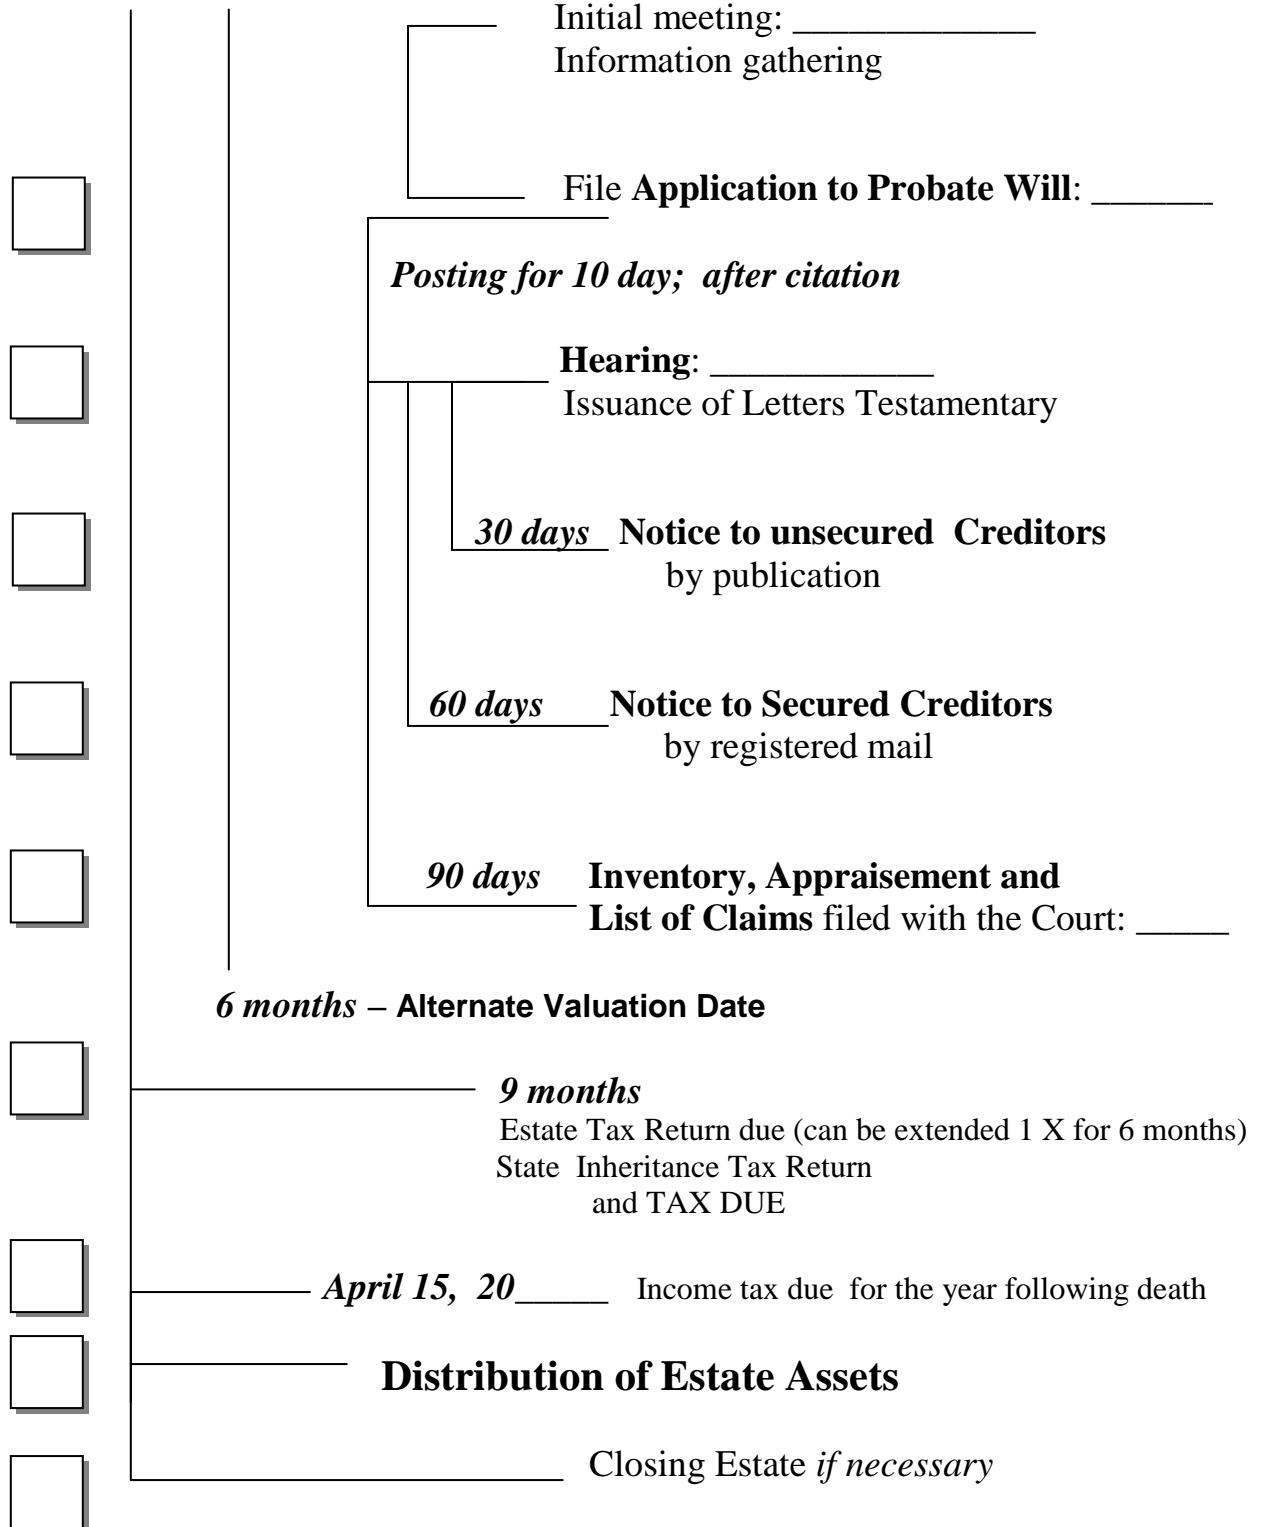 Initial meeting: _____________
Information gathering
File Application to Probate Will: _______
Posting for 10 day;  after citation
Hearing: ____________
Issuance of Letters Testamentary
30 days  Notice to unsecured  Creditors
by publication
60 days  Notice to Secured Creditors
by registered mail
90 days  Inventory, Appraisement and
List of Claims filed with the Court: _____
6 months – Alternate Valuation Date
9 months
Estate Tax Return due (can be extended 1 X for 6 months)
State  Inheritance Tax Return
and TAX DUE
April 15,  20_____  Income tax due  for the year following death
Distribution of Estate Assets
Closing Estate if necessary